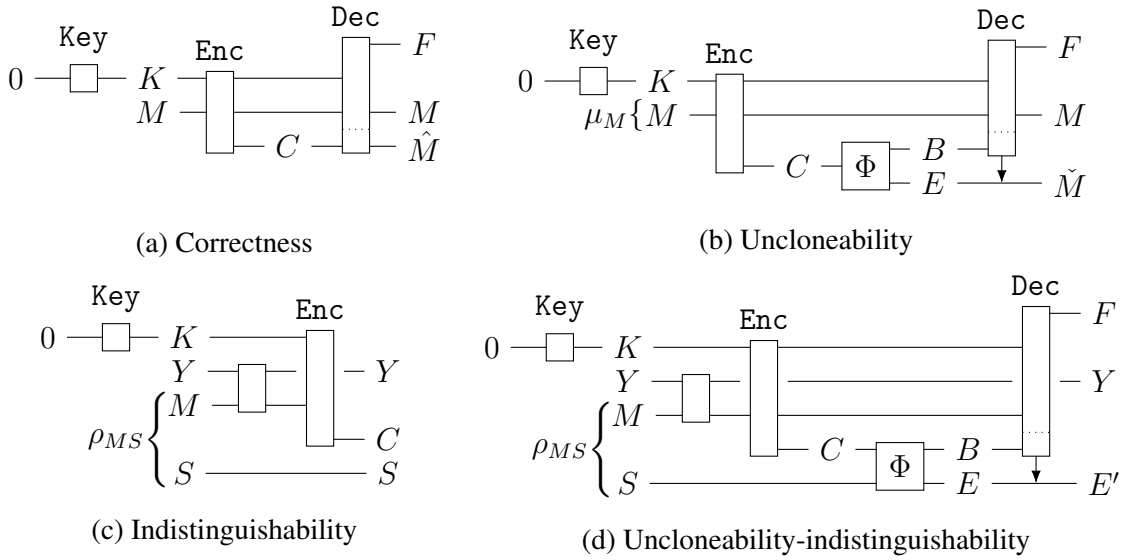 Dec
Key
Enc
F
0
K
M
M
C
M̂
(a) Correctness
Dec
Key
Enc
F
0
K
μ_M{M
M
C
Φ
B
E
M̌
(b) Uncloneability
Key
Enc
0
K
Y
Y
M
ρ_MS
C
S
S
(c) Indistinguishability
Dec
Key
Enc
F
0
K
Y
Y
M
ρ_MS
C
Φ
B
S
E
E′
(d) Uncloneability-indistinguishability